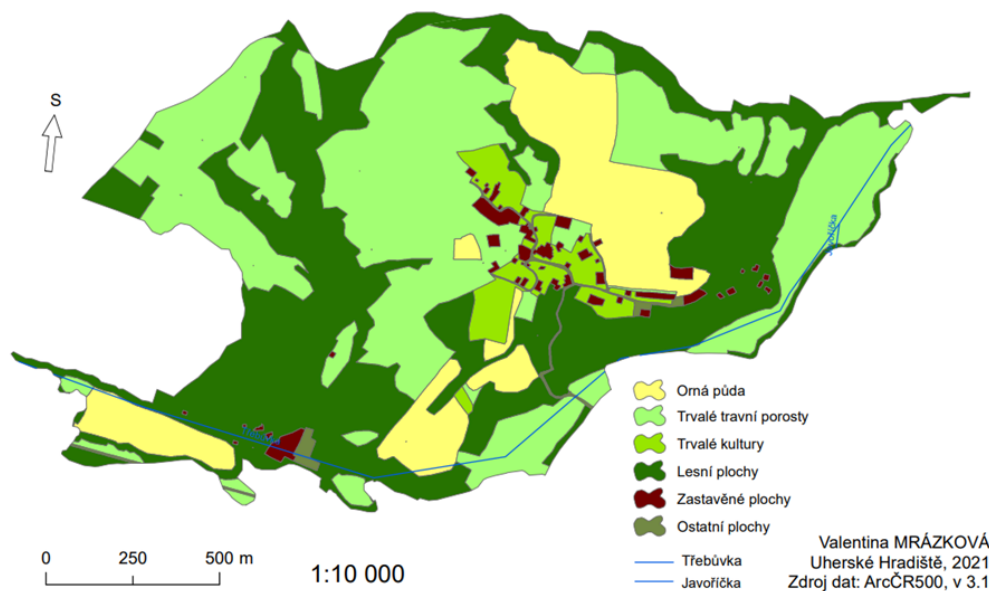 S
Javoříčka
Orná půda
Trvalé travní porosty
Trvalé kultury
Lesní plochy
Zastavěné plochy
Ostatní plochy
Třebůvka
Javoříčka
0 250 500 m
1:10 000
Valentina MRÁZKOVÁ
Uherské Hradiště, 2021
Zdroj dat: ArcČR500, v 3.1